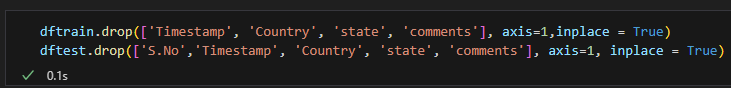 dftrain.drop(['Timestamp', 'Country', 'state', 'comments'], axis=1,inplace = True)
dftest.drop(['S.No','Timestamp', 'Country', 'state', 'comments'], axis=1, inplace = True)
✓ 0.1s